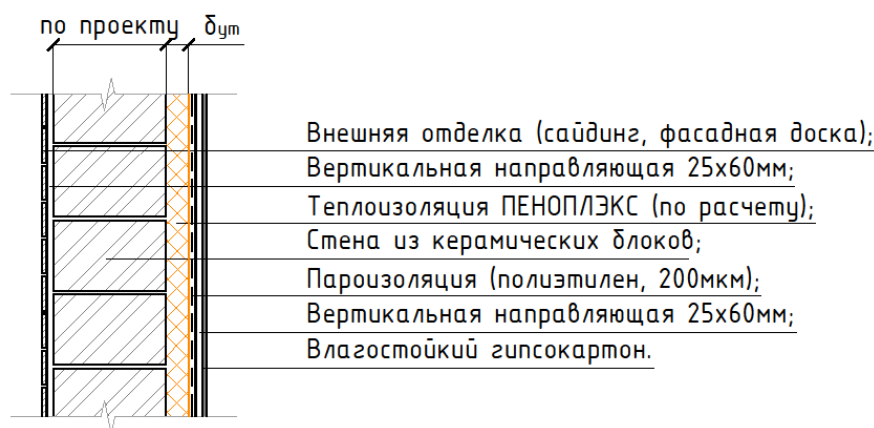 по проекту δут
Внешняя отделка (сайдинг, фасадная доска);
Вертикальная направляющая 25х60мм;
Теплоизоляция ПЕНОПЛЭКС (по расчету);
Стена из керамических блоков;
Пароизоляция (полиэтилен, 200мкм);
Вертикальная направляющая 25х60мм;
Влагостойкий гипсокартон.